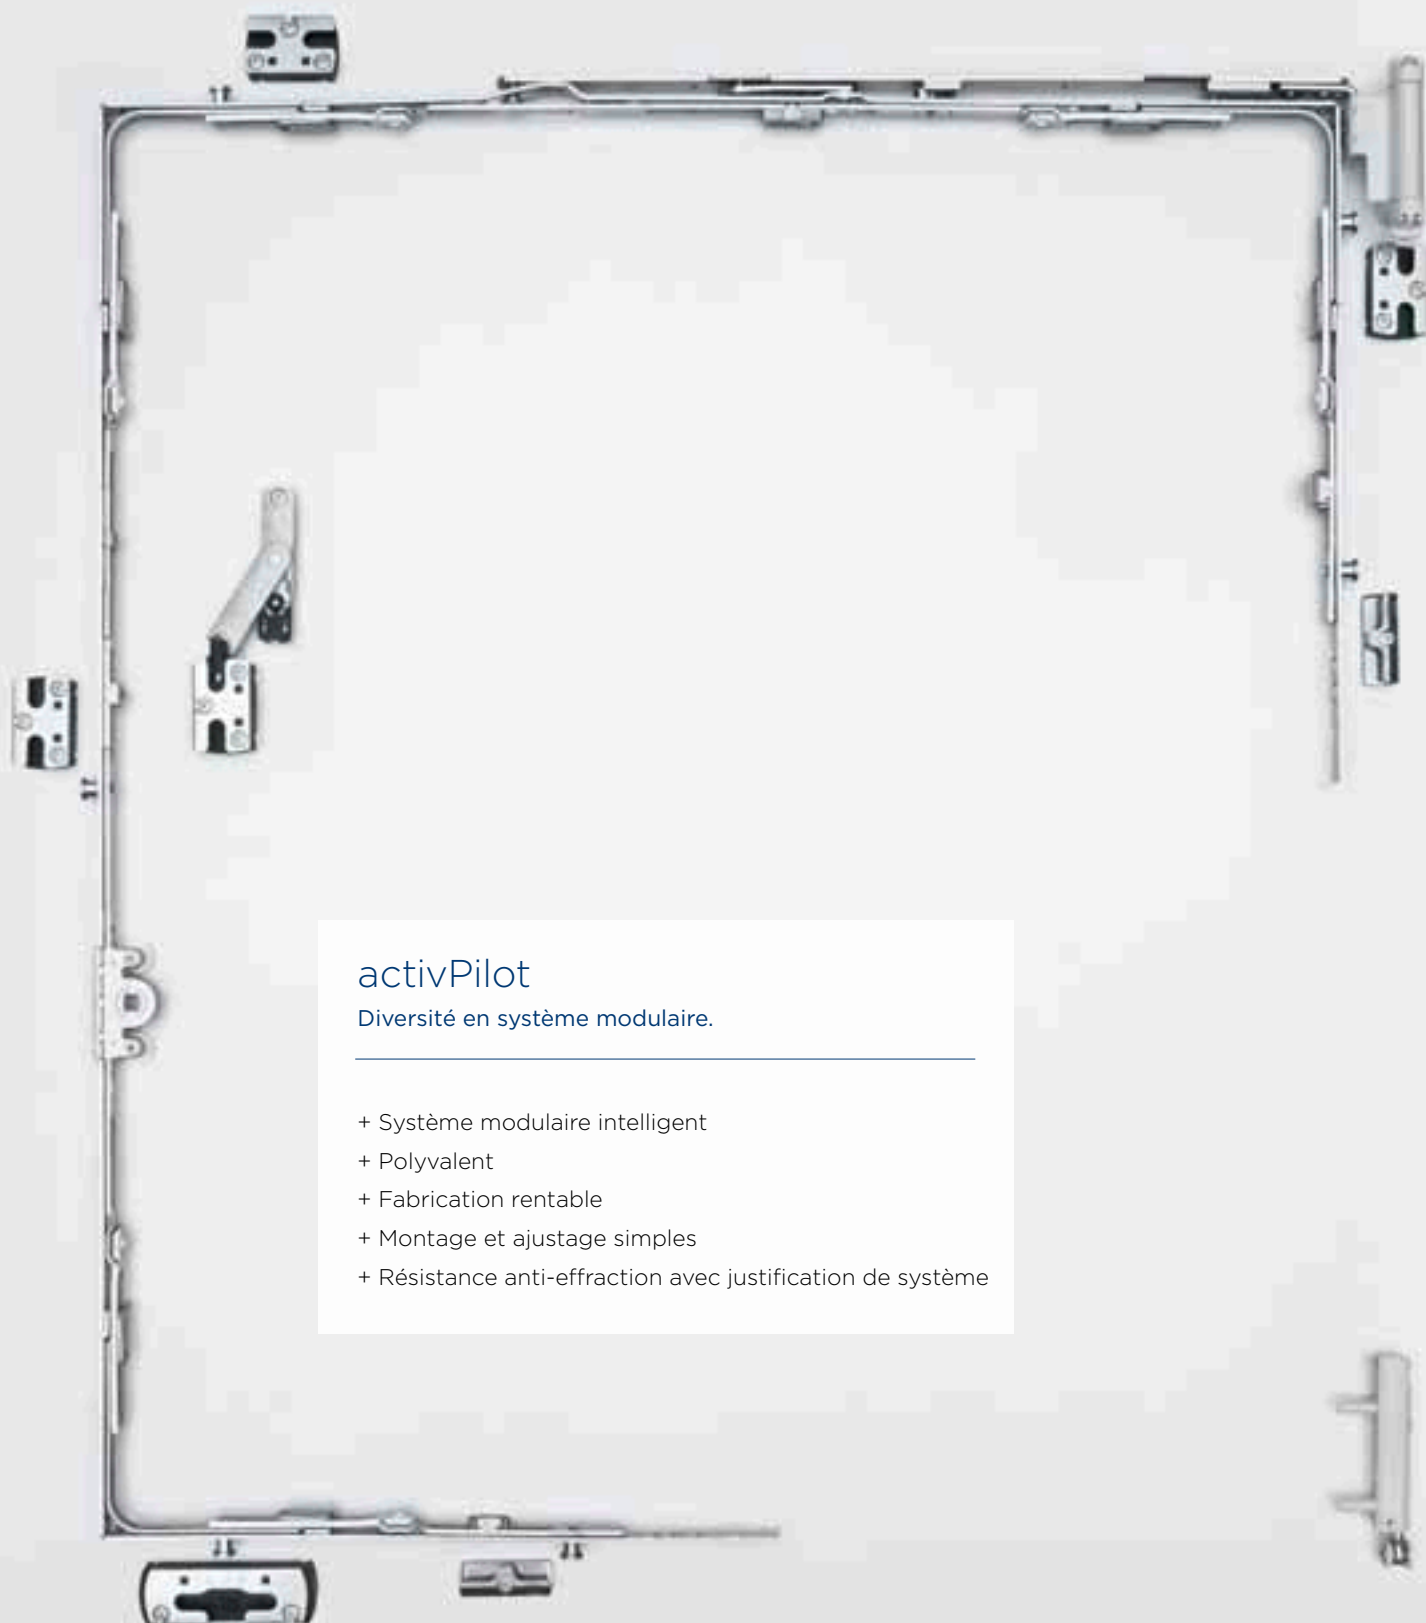 activPilot
Diversité en système modulaire.
+ Système modulaire intelligent
+ Polyvalent
+ Fabrication rentable
+ Montage et ajustage simples
+ Résistance anti-effraction avec justification de système